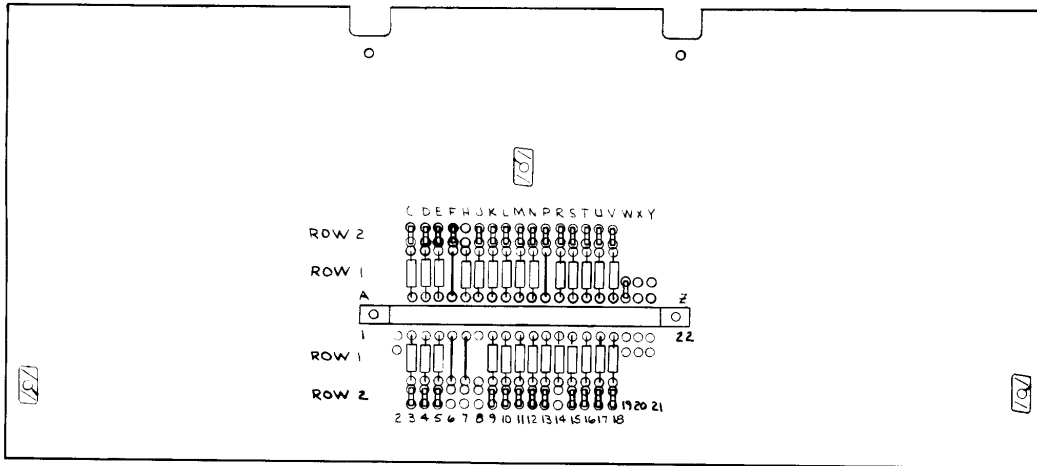 C D E F H J K L M N P R S T U V W X Y
ROW 2
ROW 1
A Z
1 22
ROW 1
ROW 2
19 20 21
2 3 4 5 6 7 8 9 10 11 12 13 14 15 16 17 18